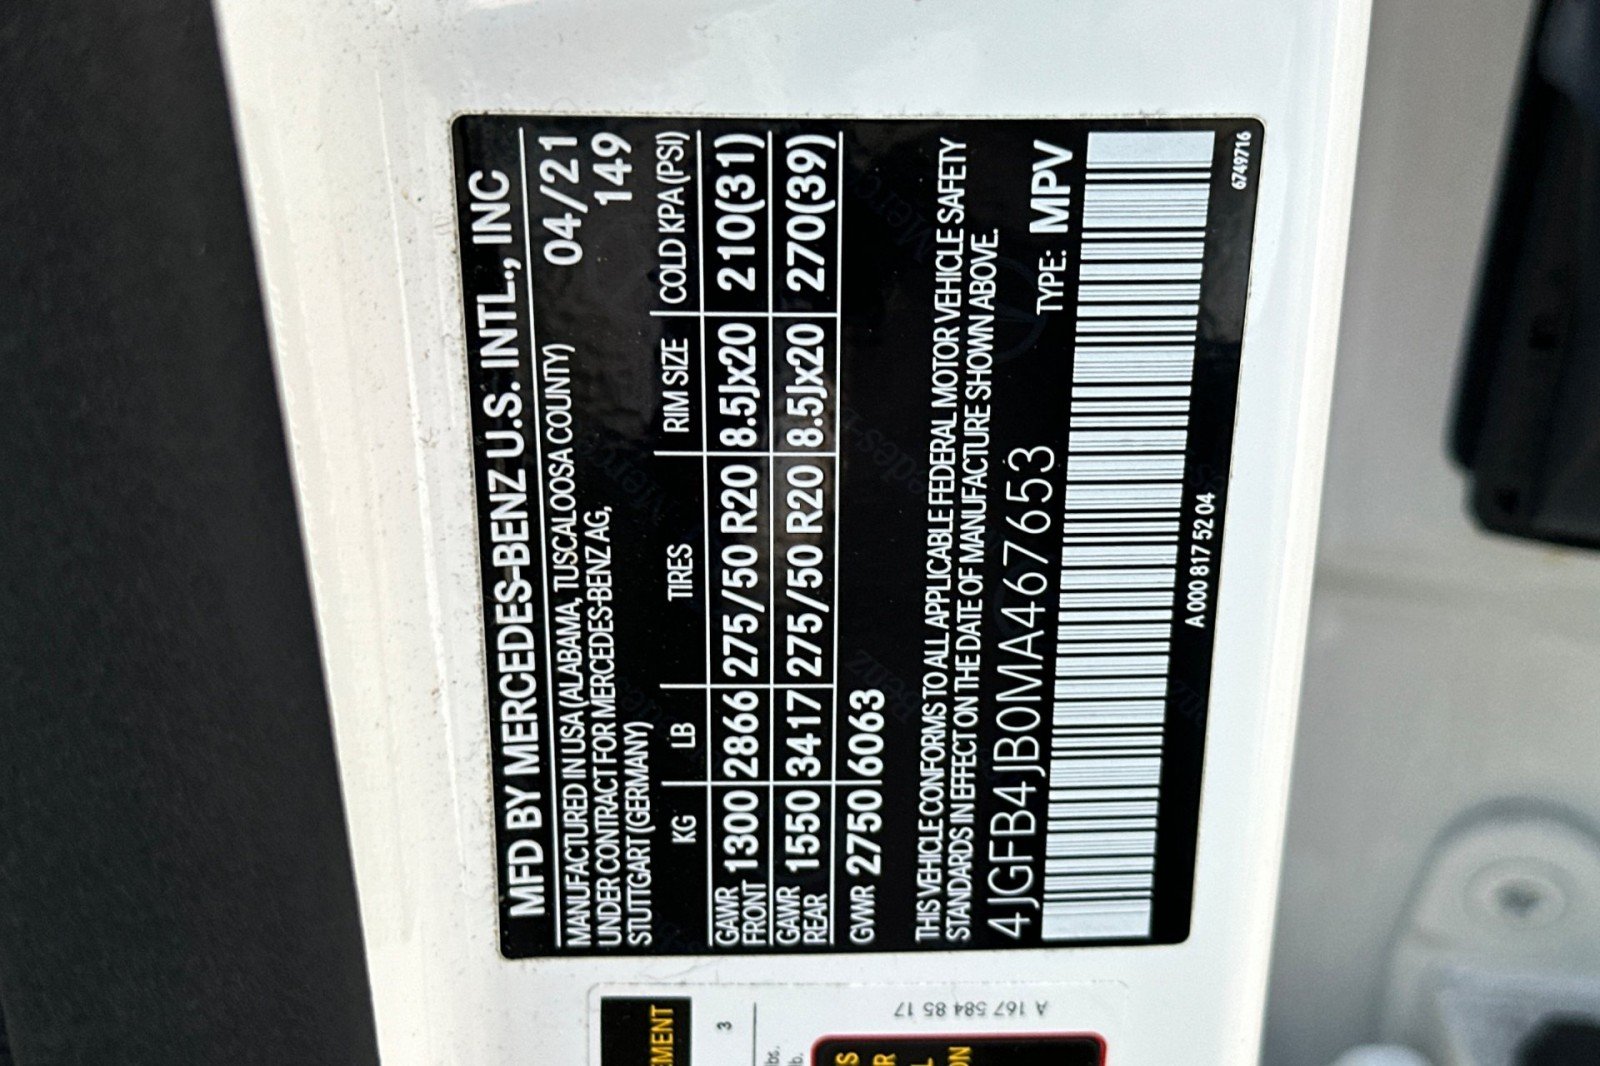 MFD BY MERCEDES-BENZ U.S. INTL., INC
MANUFACTURED IN USA (ALABAMA, TUSCALOOSA COUNTY) 04/21
UNDER CONTRACT FOR MERCEDES-BENZ AG, 149
STUTTGART (GERMANY)
KG LB TIRES RIM SIZE COLD KPA (PSI)
GAWR FRONT 1300 2866 275/50 R20 8.5Jx20 210(31)
GAWR REAR 1550 3417 275/50 R20 8.5Jx20 270(39)
GVWR 2750 6063
THIS VEHICLE CONFORMS TO ALL APPLICABLE FEDERAL MOTOR VEHICLE SAFETY
STANDARDS IN EFFECT ON THE DATE OF MANUFACTURE SHOWN ABOVE.
4JGFB4JB0MA467653 TYPE: MPV
A 000 817 52 04
6749716
A 167 584 85 17
EMENT
3